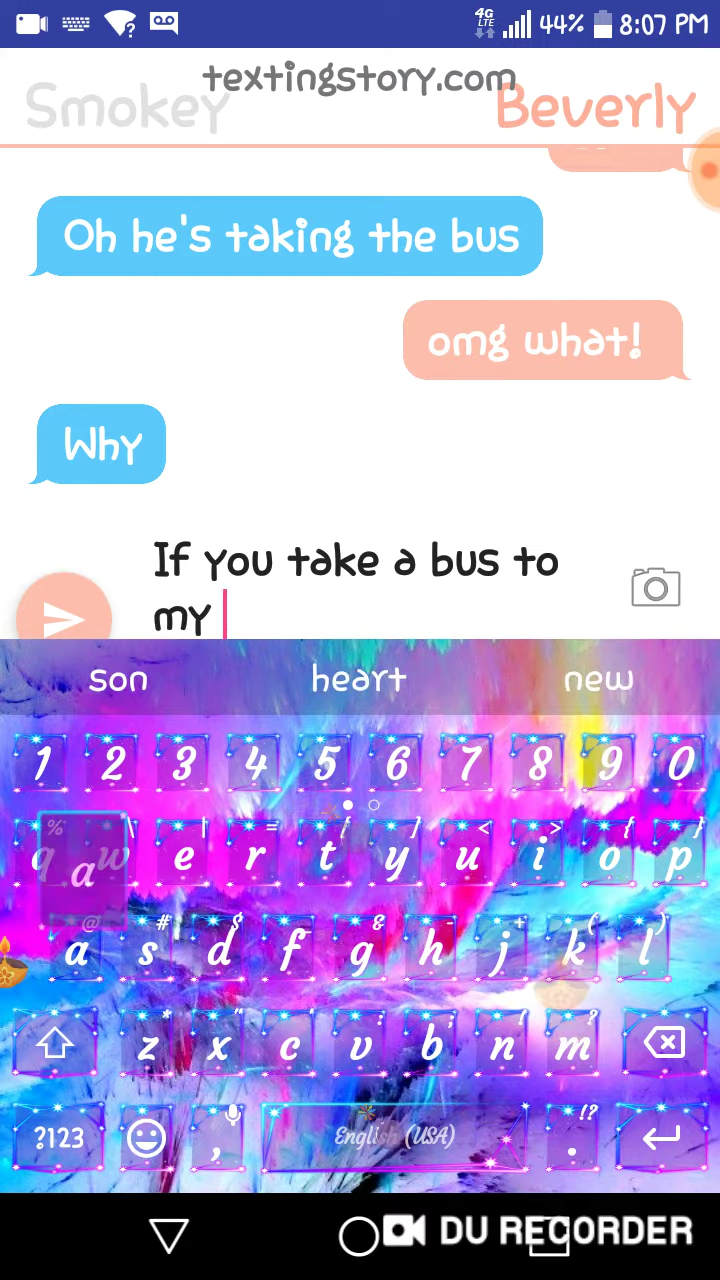 4G LTE 44% 8:07 PM
textingstory.com
Smokey Beverly
Oh he's taking the bus
omg what!
Why
If you take a bus to
my
son heart new
1 2 3 4 5 6 7 8 9 0
% \ | = [ ] < > { }
q a w e r t y u i o p
@ # $ & + ( )
a s d f g h j k l
* " : ; ' ! ?
z x c v b n m
?123 , English (USA) . !?
DU RECORDER